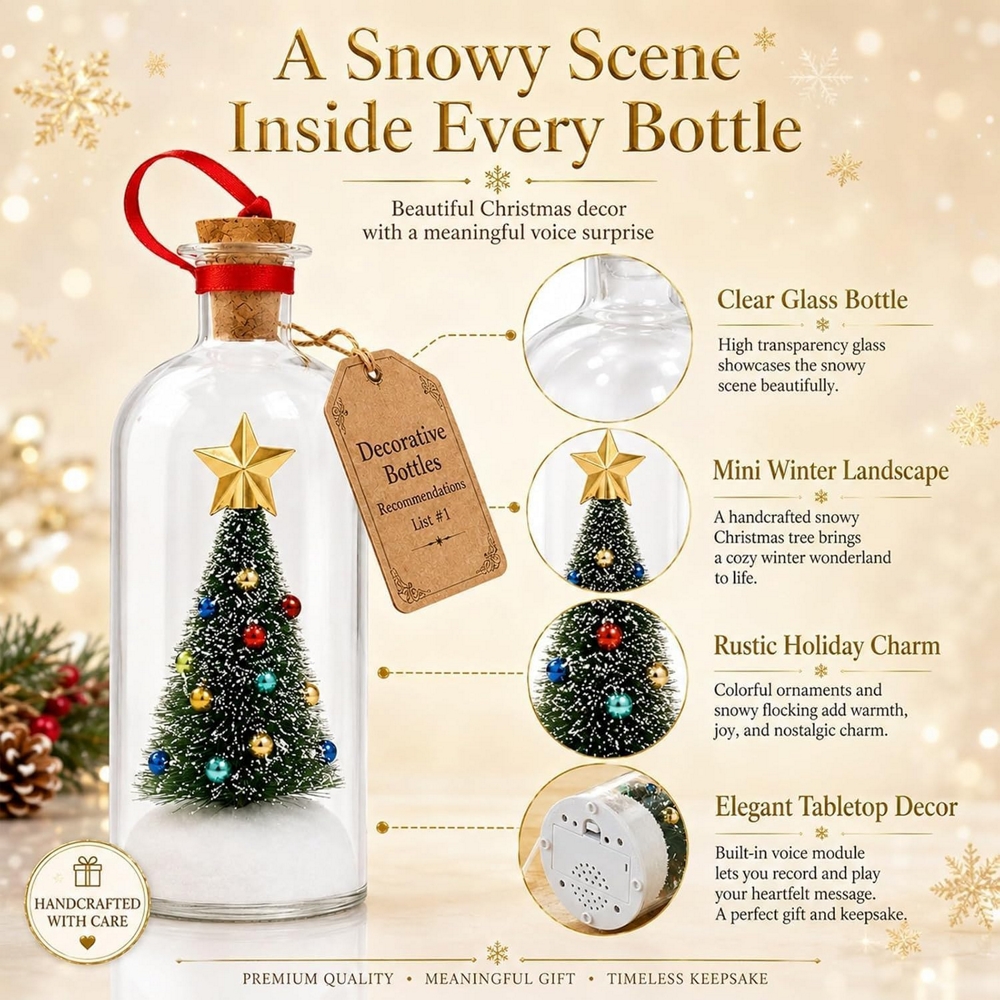 A Snowy Scene
Inside Every Bottle
Beautiful Christmas decor
with a meaningful voice surprise
Decorative
Bottles
Recommendations
List #1
Clear Glass Bottle
High transparency glass
showcases the snowy
scene beautifully.
Mini Winter Landscape
A handcrafted snowy
Christmas tree brings
a cozy winter wonderland
to life.
Rustic Holiday Charm
Colorful ornaments and
snowy flocking add warmth,
joy, and nostalgic charm.
Elegant Tabletop Decor
Built-in voice module
lets you record and play
your heartfelt message.
A perfect gift and keepsake.
HANDCRAFTED
WITH CARE
PREMIUM QUALITY • MEANINGFUL GIFT • TIMELESS KEEPSAKE